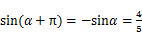 sin(α + π) = −sinα = 4/5